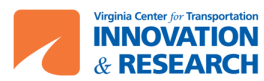 Virginia Center for Transportation
INNOVATION
& RESEARCH